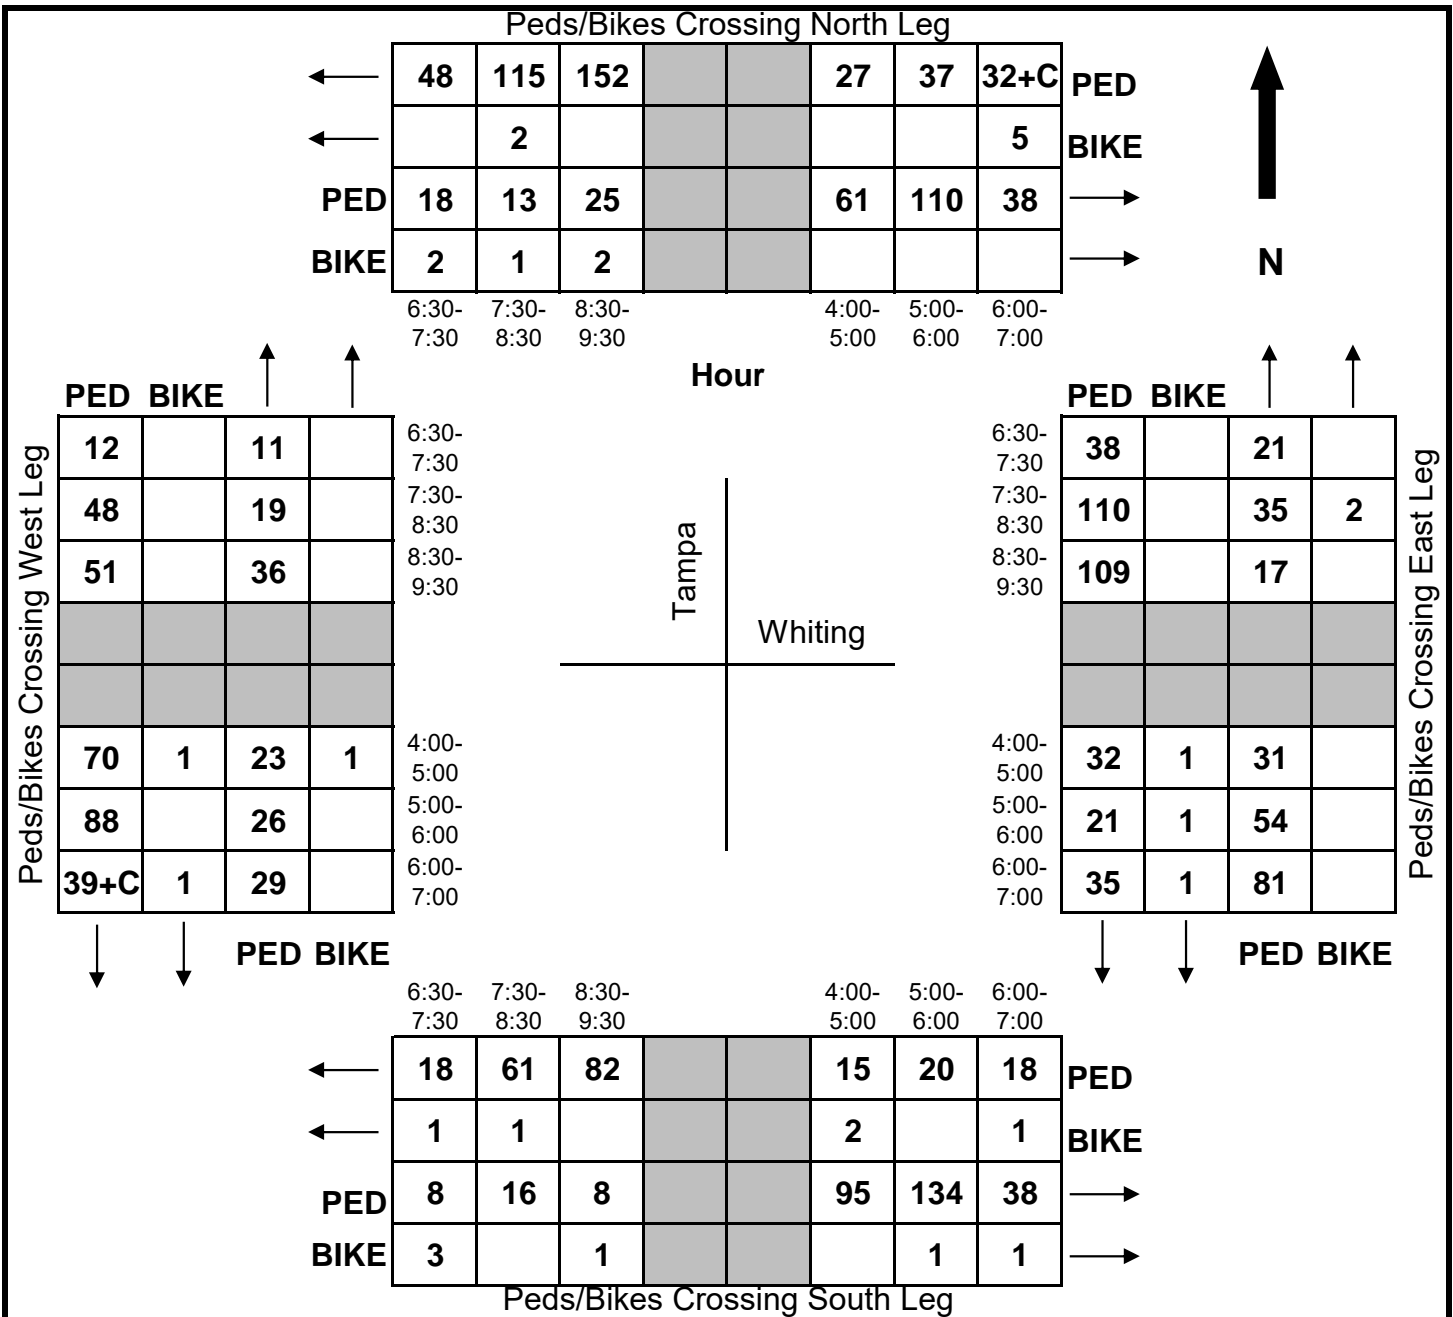 Peds/Bikes Crossing North Leg
48 115 152 27 37 32+C PED
2 5 BIKE
PED 18 13 25 61 110 38
BIKE 2 1 2
N
6:30- 7:30- 8:30- 4:00- 5:00- 6:00-
7:30 8:30 9:30 5:00 6:00 7:00
Hour
Peds/Bikes Crossing West Leg
PED BIKE
12 11
48 19
51 36
70 1 23 1
88 26
39+C 1 29
PED BIKE
6:30-
7:30
7:30-
8:30
8:30-
9:30
4:00-
5:00
5:00-
6:00
6:00-
7:00
Tampa
Whiting
6:30-
7:30
7:30-
8:30
8:30-
9:30
4:00-
5:00
5:00-
6:00
6:00-
7:00
PED BIKE
38 21
110 35 2
109 17
32 1 31
21 1 54
35 1 81
PED BIKE
Peds/Bikes Crossing East Leg
6:30- 7:30- 8:30- 4:00- 5:00- 6:00-
7:30 8:30 9:30 5:00 6:00 7:00
18 61 82 15 20 18 PED
1 1 2 1 BIKE
PED 8 16 8 95 134 38
BIKE 3 1 1 1
Peds/Bikes Crossing South Leg